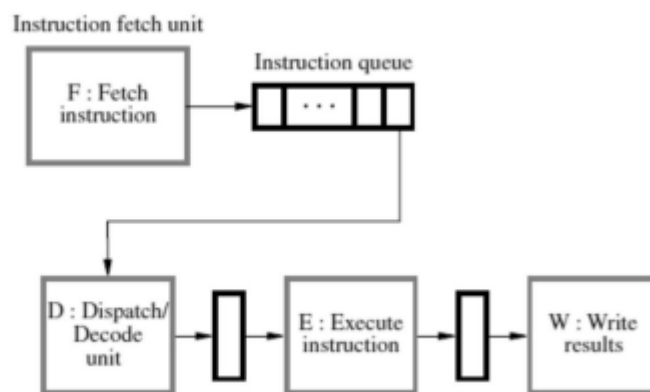 Instruction fetch unit
F : Fetch
instruction
Instruction queue
. . .
D : Dispatch/
Decode
unit
E : Execute
instruction
W : Write
results